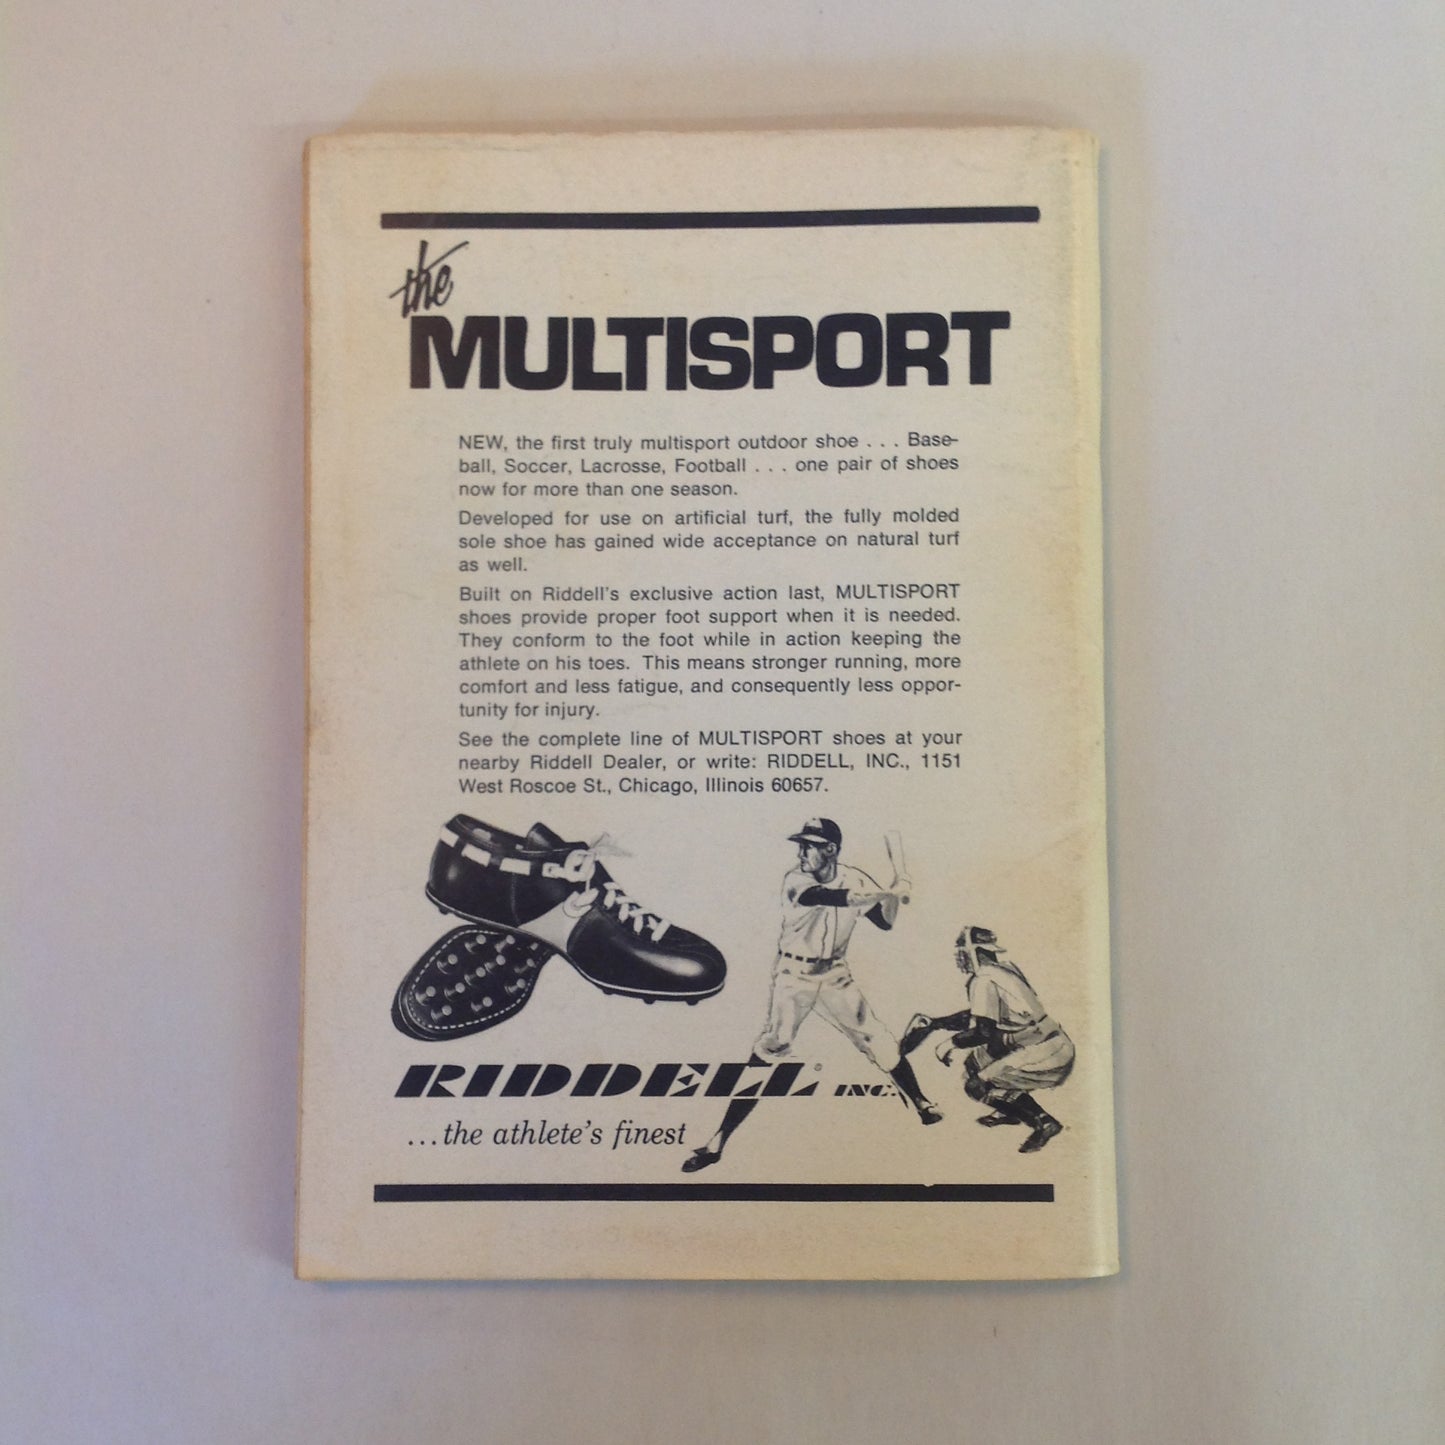 the
MULTISPORT
NEW, the first truly multisport outdoor shoe . . . Base-
ball, Soccer, Lacrosse, Football . . . one pair of shoes
now for more than one season.
Developed for use on artificial turf, the fully molded
sole shoe has gained wide acceptance on natural turf
as well.
Built on Riddell's exclusive action last, MULTISPORT
shoes provide proper foot support when it is needed.
They conform to the foot while in action keeping the
athlete on his toes. This means stronger running, more
comfort and less fatigue, and consequently less oppor-
tunity for injury.
See the complete line of MULTISPORT shoes at your
nearby Riddell Dealer, or write: RIDDELL, INC., 1151
West Roscoe St., Chicago, Illinois 60657.
RIDDELL® INC.
...the athlete's finest